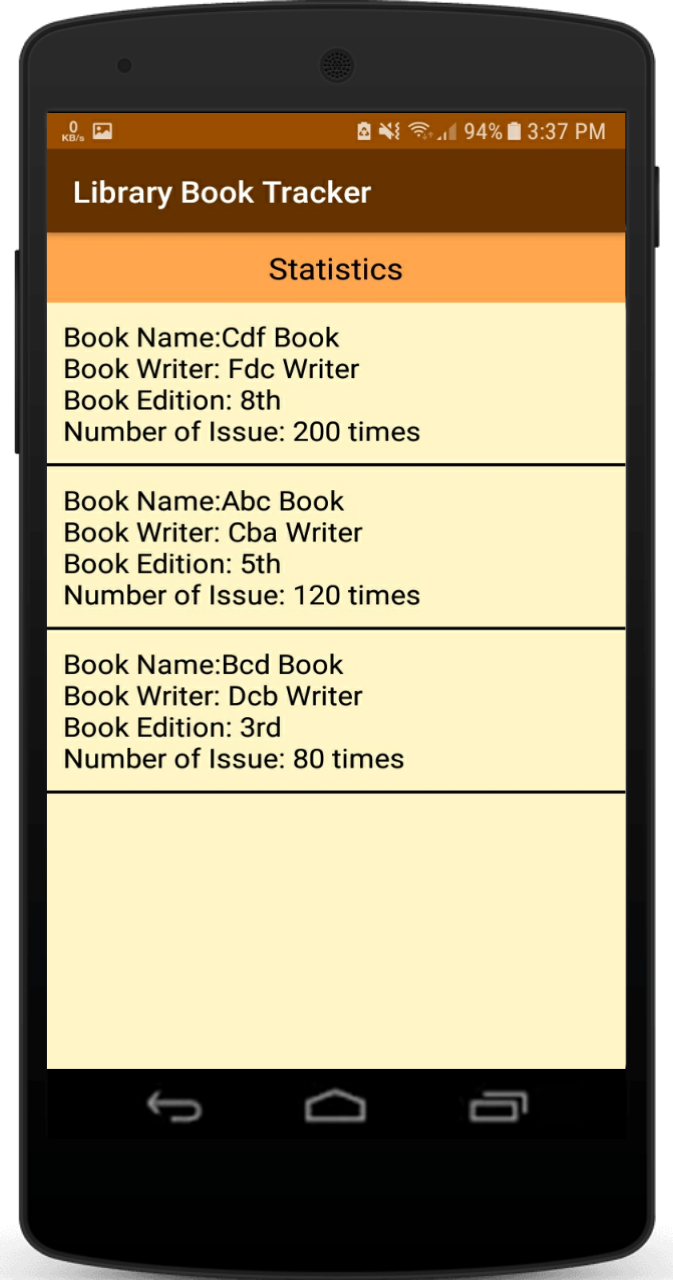 0
KB/s
94% 3:37 PM
Library Book Tracker
Statistics
Book Name:Cdf Book
Book Writer: Fdc Writer
Book Edition: 8th
Number of Issue: 200 times
Book Name:Abc Book
Book Writer: Cba Writer
Book Edition: 5th
Number of Issue: 120 times
Book Name:Bcd Book
Book Writer: Dcb Writer
Book Edition: 3rd
Number of Issue: 80 times